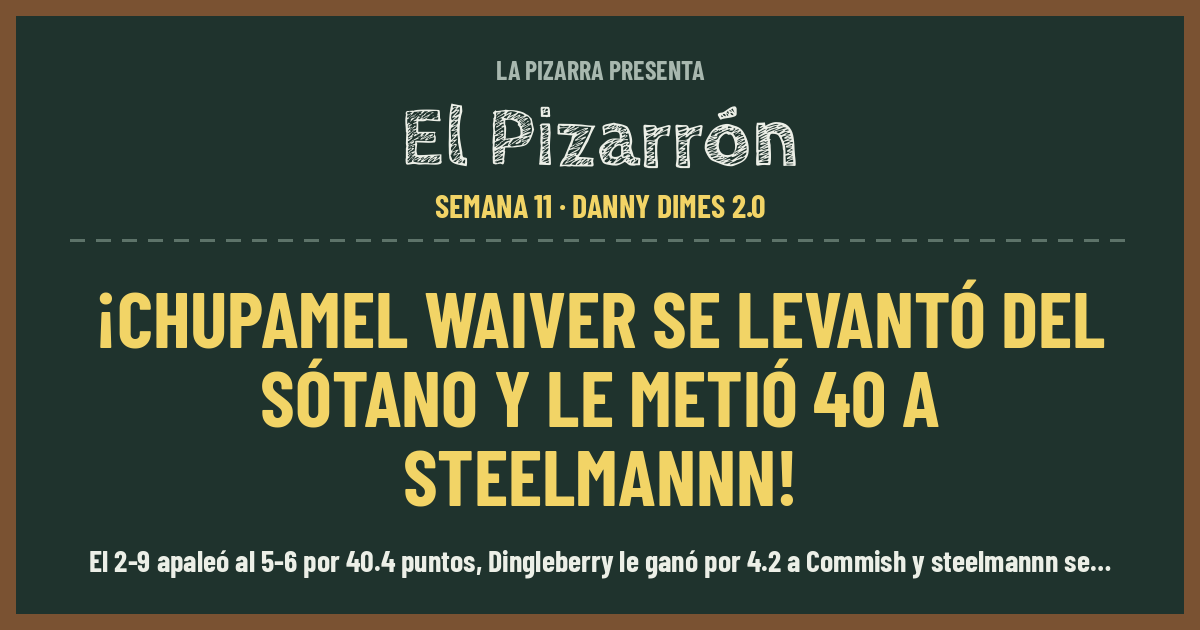 LA PIZARRA PRESENTA
El Pizarrón
SEMANA 11 · DANNY DIMES 2.0
¡CHUPAMEL WAIVER SE LEVANTÓ DEL
SÓTANO Y LE METIÓ 40 A
STEELMANNN!
El 2-9 apaleó al 5-6 por 40.4 puntos, Dingleberry le ganó por 4.2 a Commish y steelmannn se...